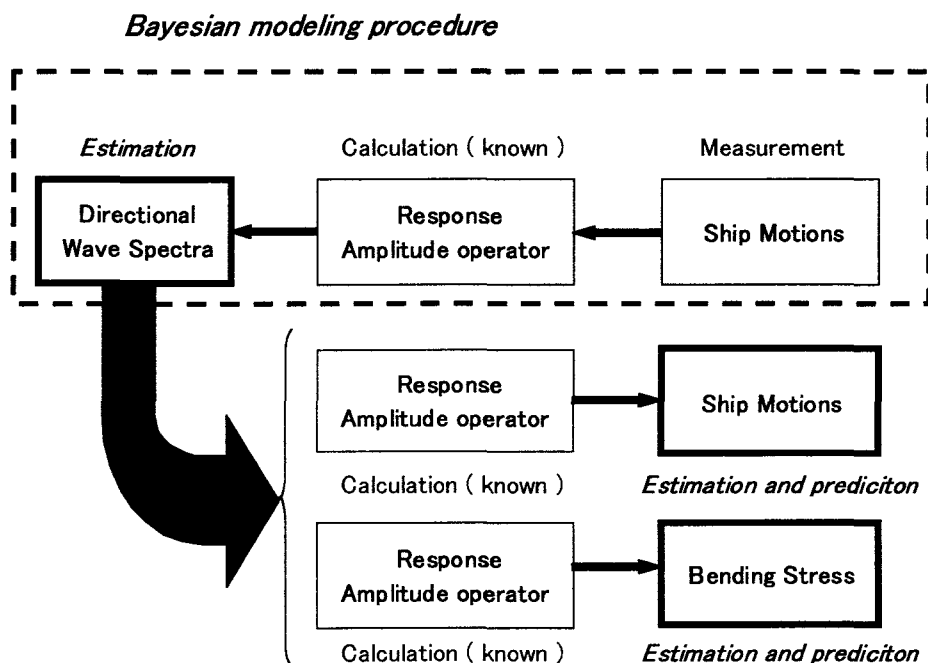 Bayesian modeling procedure
Estimation
Calculation ( known )
Measurement
Directional
Wave Spectra
Response
Amplitude operator
Ship Motions
Response
Amplitude operator
Ship Motions
Calculation ( known )
Estimation and prediciton
Response
Amplitude operator
Bending Stress
Calculation ( known )
Estimation and prediciton